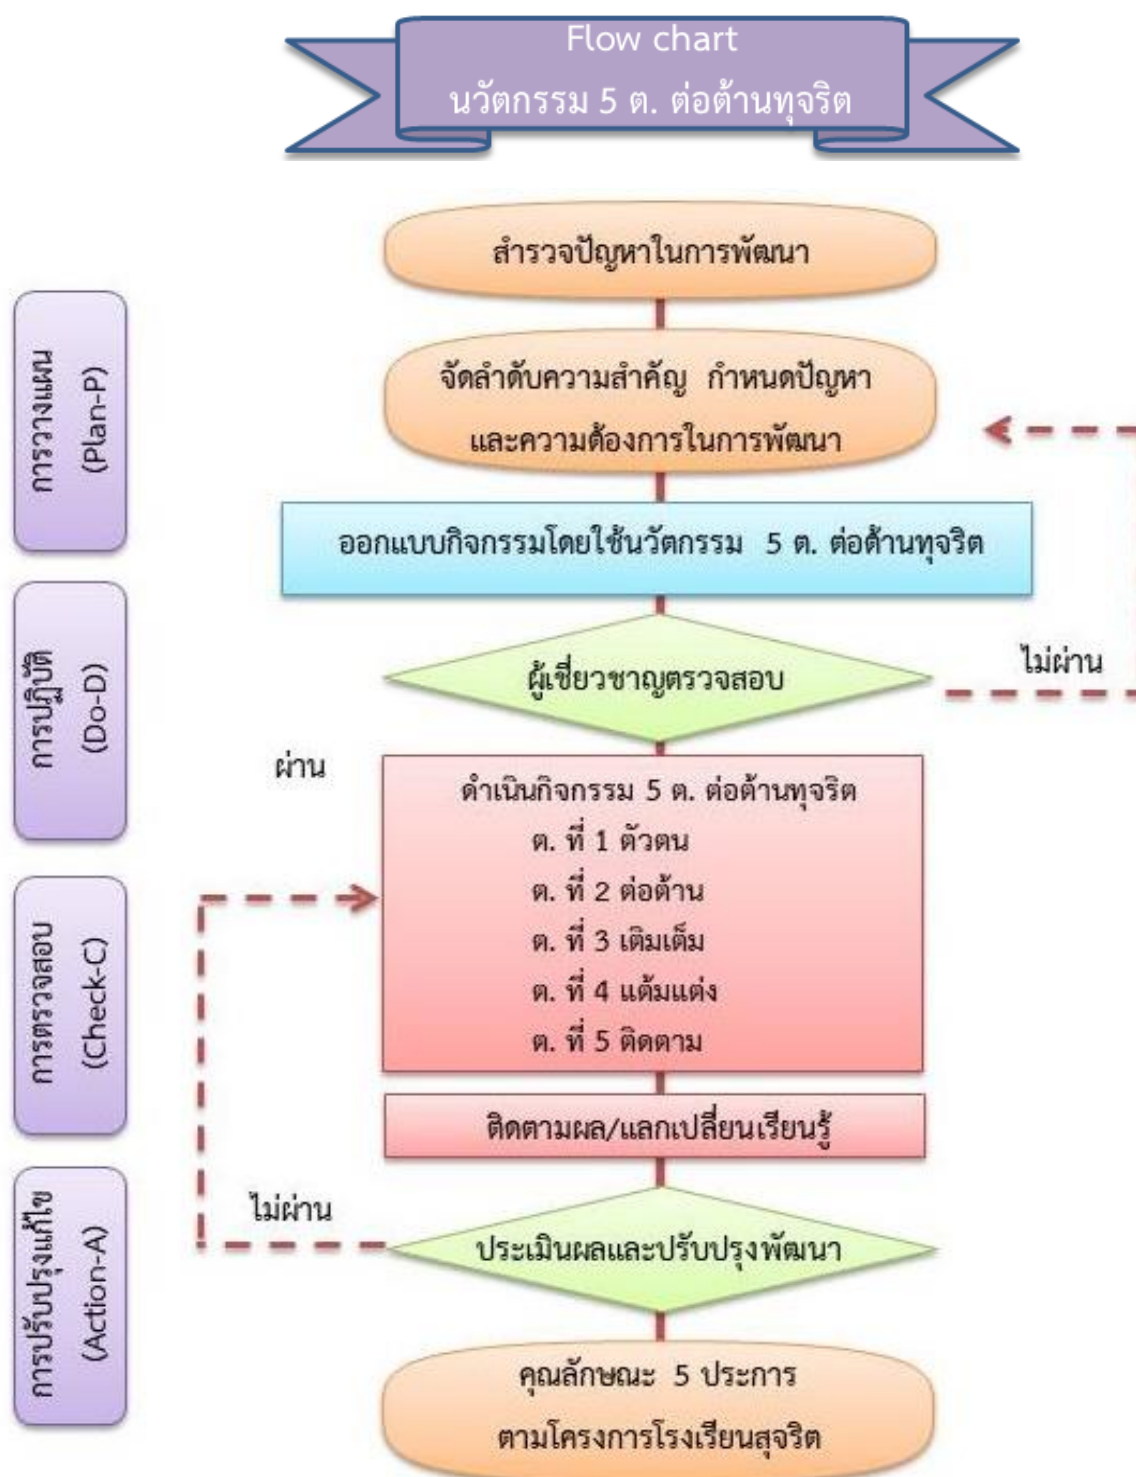 Flow chart
นวัตกรรม 5 ต. ต่อต้านทุจริต
สำรวจปัญหาในการพัฒนา
จัดลำดับความสำคัญ กำหนดปัญหา
และความต้องการในการพัฒนา
การวางแผน
(Plan-P)
ออกแบบกิจกรรมโดยใช้นวัตกรรม 5 ต. ต่อต้านทุจริต
การปฏิบัติ
(Do-D)
ผู้เชี่ยวชาญตรวจสอบ
ไม่ผ่าน
ผ่าน
ดำเนินกิจกรรม 5 ต. ต่อต้านทุจริต
ต. ที่ 1 ตัวตน
ต. ที่ 2 ต่อต้าน
ต. ที่ 3 เติมเต็ม
ต. ที่ 4 แต้มแต่ง
ต. ที่ 5 ติดตาม
การตรวจสอบ
(Check-C)
ติดตามผล/แลกเปลี่ยนเรียนรู้
ไม่ผ่าน
ประเมินผลและปรับปรุงพัฒนา
การปรับปรุงแก้ไข
(Action-A)
คุณลักษณะ 5 ประการ
ตามโครงการโรงเรียนสุจริต